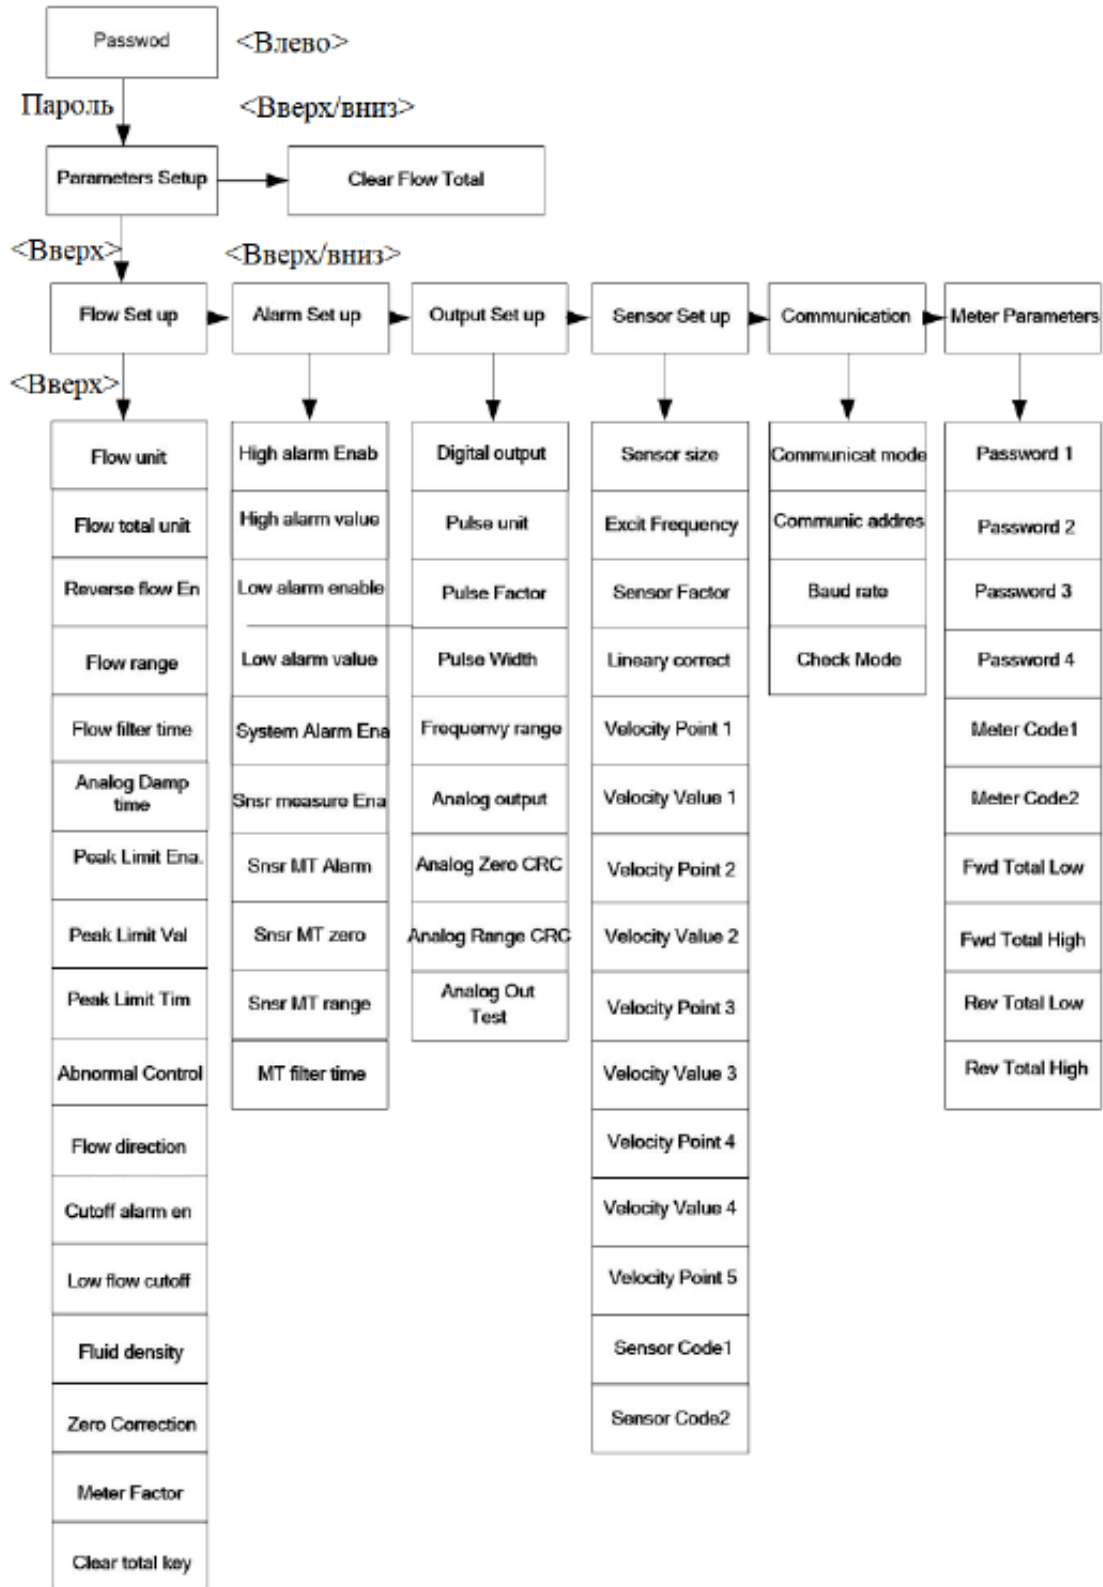 Passwod
<Влево>
Пароль
<Вверх/вниз>
Parameters Setup
Clear Flow Total
<Вверх>
<Вверх/вниз>
Flow Set up
Alarm Set up
Output Set up
Sensor Set up
Communication
Meter Parameters
<Вверх>
Flow unit
Flow total unit
Reverse flow En
Flow range
Flow filter time
Analog Damp
time
Peak Limit Ena.
Peak Limit Val
Peak Limit Tim
Abnormal Control
Flow direction
Cutoff alarm en
Low flow cutoff
Fluid density
Zero Correction
Meter Factor
Clear total key
High alarm Enab
High alarm value
Low alarm enable
Low alarm value
System Alarm Ena
Snsr measure Ena
Snsr MT Alarm
Snsr MT zero
Snsr MT range
MT filter time
Digital output
Pulse unit
Pulse Factor
Pulse Width
Frequenvy range
Analog output
Analog Zero CRC
Analog Range CRC
Analog Out
Test
Sensor size
Excit Frequency
Sensor Factor
Lineary correct
Velocity Point 1
Velocity Value 1
Velocity Point 2
Velocity Value 2
Velocity Point 3
Velocity Value 3
Velocity Point 4
Velocity Value 4
Velocity Point 5
Sensor Code1
Sensor Code2
Communicat mode
Communic addres
Baud rate
Check Mode
Password 1
Password 2
Password 3
Password 4
Meter Code1
Meter Code2
Fwd Total Low
Fwd Total High
Rev Total Low
Rev Total High